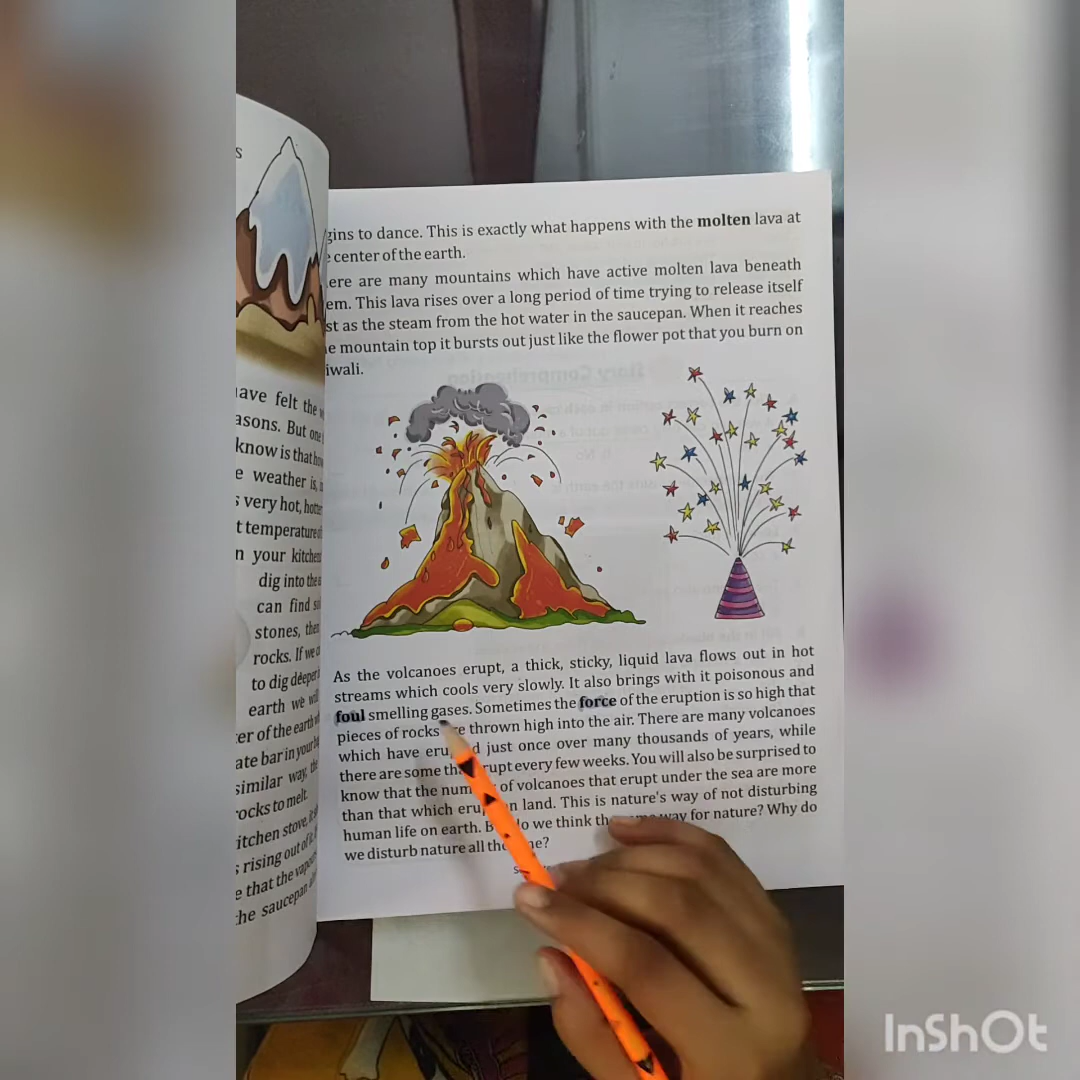 s
have felt the
asons. But one
know is that
e weather is,
s very hot, hotter
t temperature
n your kitchen
dig into the
can find
stones, then
rocks. If we
to dig deeper
earth we
er of the earth
ate bar in your
similar way, the
rocks to melt.
kitchen stove,
s rising out of
e that the vapour
the saucepan
gins to dance. This is exactly what happens with the molten lava at
center of the earth.
ere are many mountains which have active molten lava beneath
em. This lava rises over a long period of time trying to release itself
st as the steam from the hot water in the saucepan. When it reaches
e mountain top it bursts out just like the flower pot that you burn on
iwali.
As the volcanoes erupt, a thick, sticky, liquid lava flows out in hot
streams which cools very slowly. It also brings with it poisonous and
foul smelling gases. Sometimes the force of the eruption is so high that
pieces of rocks are thrown high into the air. There are many volcanoes
which have erupted just once over many thousands of years, while
there are some that erupt every few weeks. You will also be surprised to
know that the number of volcanoes that erupt under the sea are more
than that which erupt on land. This is nature's way of not disturbing
human life on earth. But do we think the same way for nature? Why do
we disturb nature all the time?
InShOt